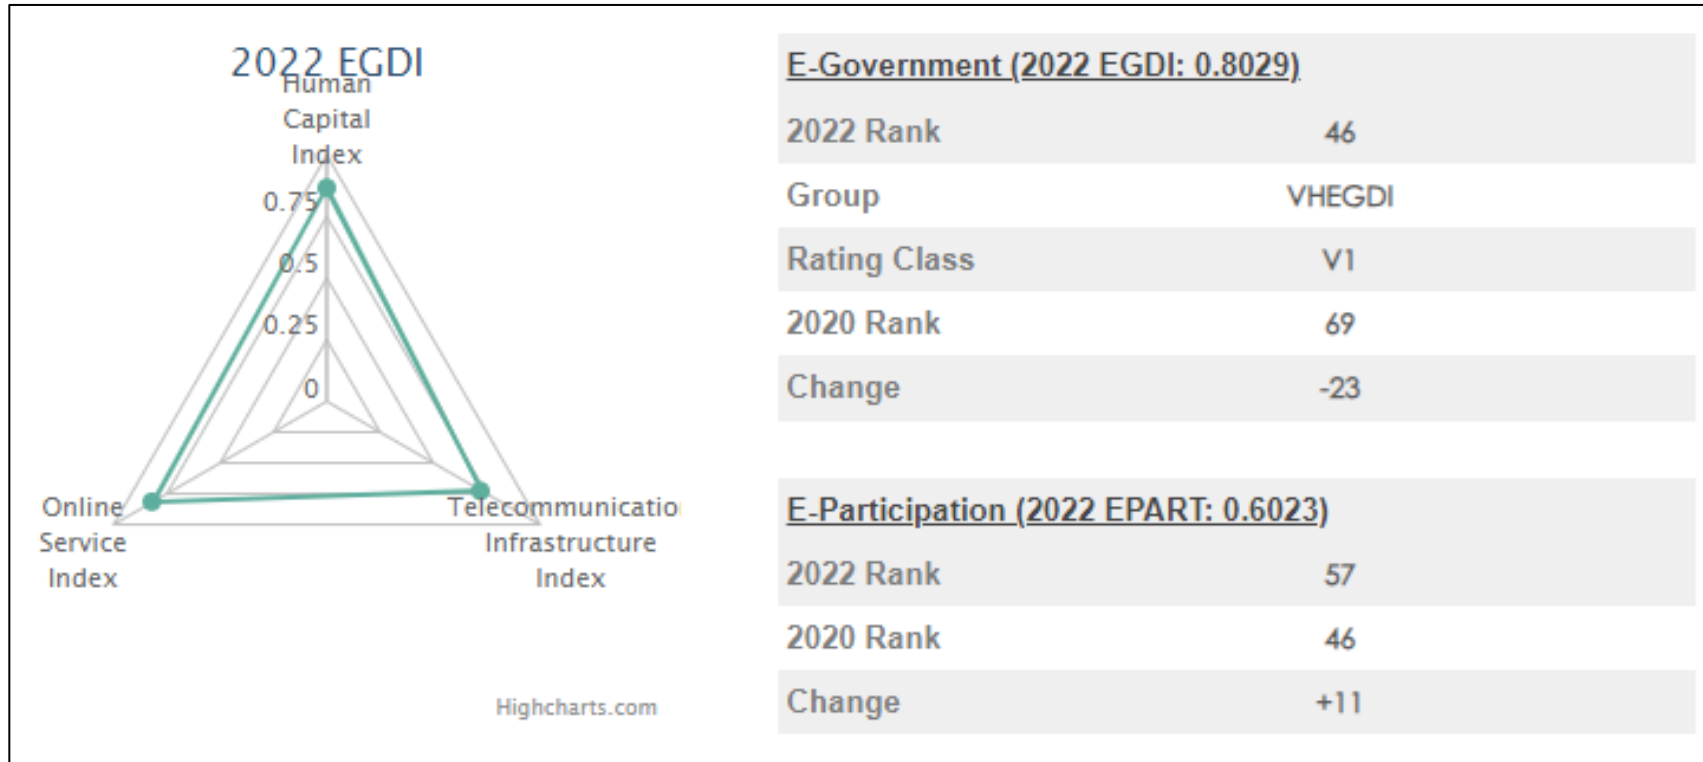 2022 EGDI
Human
Capital
Index
0.75
0.5
0.25
0
Online
Service
Index
Telecommunicatio
Infrastructure
Index
Highcharts.com
E-Government (2022 EGDI: 0.8029)
2022 Rank 46
Group VHEGDI
Rating Class V1
2020 Rank 69
Change -23
E-Participation (2022 EPART: 0.6023)
2022 Rank 57
2020 Rank 46
Change +11